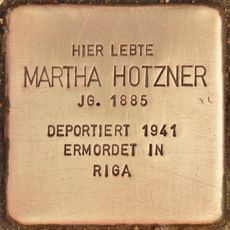 HIER LEBTE
MARTHA HOTZNER
JG. 1885
DEPORTIERT 1941
ERMORDET IN
RIGA